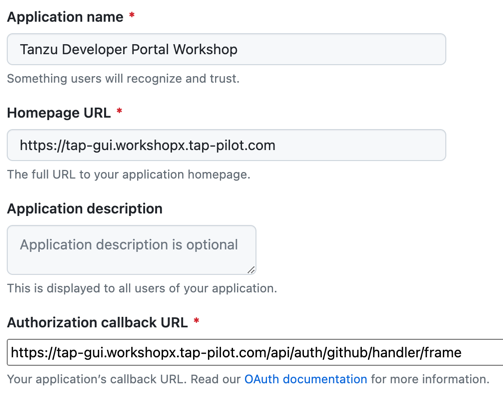 Application name *
Tanzu Developer Portal Workshop
Something users will recognize and trust.
Homepage URL *
https://tap-gui.workshopx.tap-pilot.com
The full URL to your application homepage.
Application description
Application description is optional
This is displayed to all users of your application.
Authorization callback URL *
https://tap-gui.workshopx.tap-pilot.com/api/auth/github/handler/frame
Your application's callback URL. Read our OAuth documentation for more information.